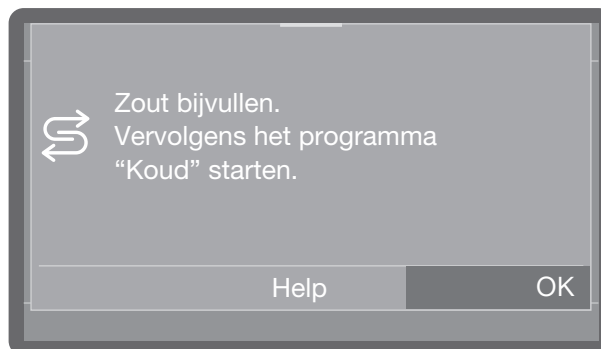 Zout bijvullen.
Vervolgens het programma
“Koud” starten.
Help
OK